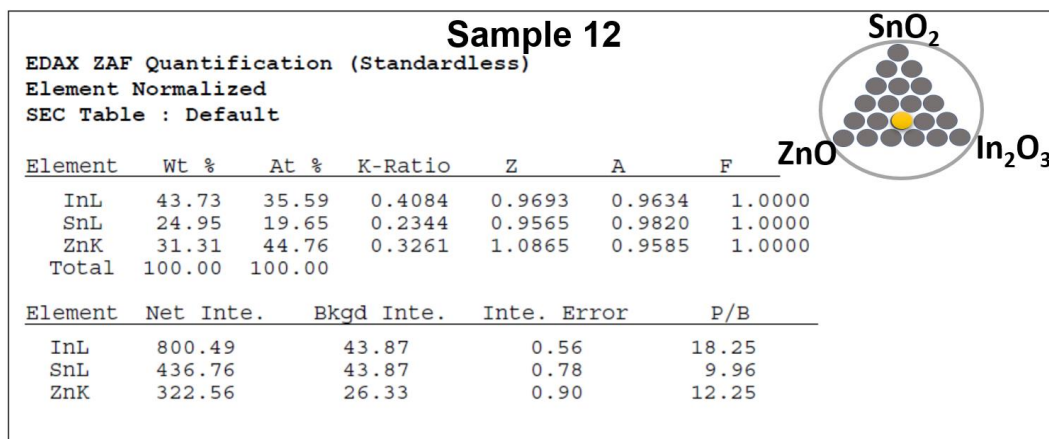 Sample 12
EDAX ZAF Quantification (Standardless)
Element Normalized
SEC Table : Default
SnO₂
ZnO
In₂O₃
Element Wt % At % K-Ratio Z A F
InL 43.73 35.59 0.4084 0.9693 0.9634 1.0000
SnL 24.95 19.65 0.2344 0.9565 0.9820 1.0000
ZnK 31.31 44.76 0.3261 1.0865 0.9585 1.0000
Total 100.00 100.00
Element Net Inte. Bkgd Inte. Inte. Error P/B
InL 800.49 43.87 0.56 18.25
SnL 436.76 43.87 0.78 9.96
ZnK 322.56 26.33 0.90 12.25